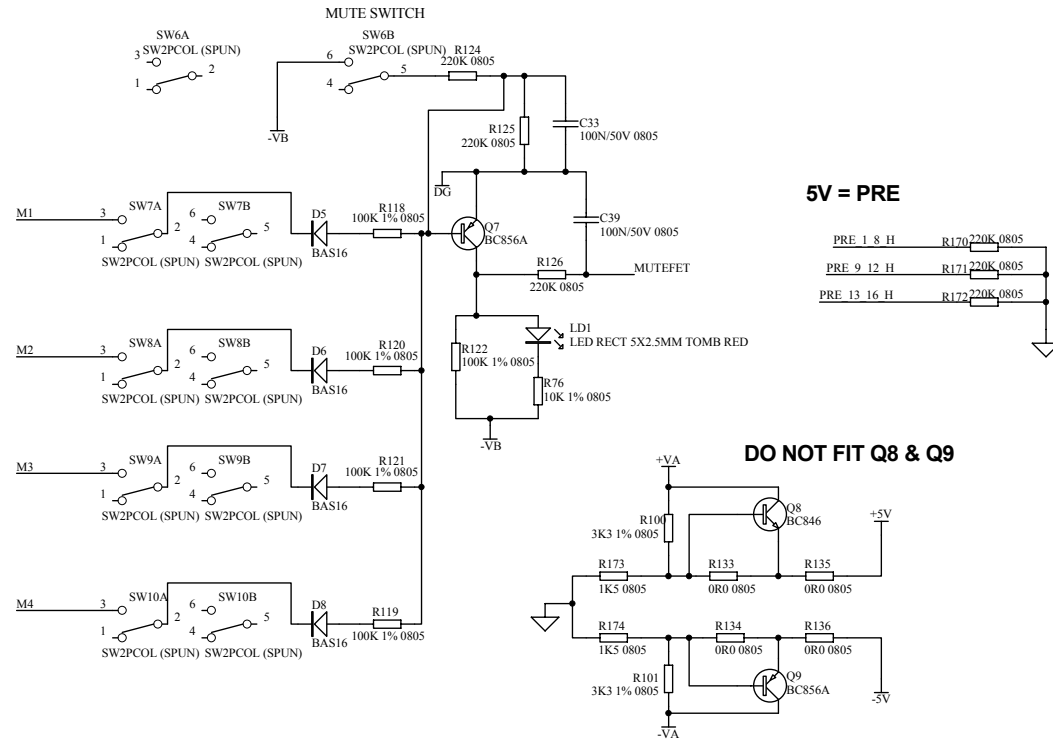 MUTE SWITCH
SW6A
SW2PCOL (SPUN)
3
2
1
SW6B
SW2PCOL (SPUN)
6
5
4
R124
220K 0805
-VB
R125
220K 0805
C33
100N/50V 0805
DG
M1
SW7A
3
2
1
SW2PCOL (SPUN)
SW7B
6
5
4
SW2PCOL (SPUN)
D5
BAS16
R118
100K 1% 0805
Q7
BC856A
C39
100N/50V 0805
R126
220K 0805
MUTEFET
5V = PRE
PRE_1_8_H
R170
220K 0805
PRE_9_12_H
R171
220K 0805
PRE_13_16_H
R172
220K 0805
M2
SW8A
3
2
1
SW2PCOL (SPUN)
SW8B
6
5
4
SW2PCOL (SPUN)
D6
BAS16
R120
100K 1% 0805
R122
100K 1% 0805
LD1
LED RECT 5X2.5MM TOMB RED
R76
10K 1% 0805
-VB
M3
SW9A
3
2
1
SW2PCOL (SPUN)
SW9B
6
5
4
SW2PCOL (SPUN)
D7
BAS16
R121
100K 1% 0805
M4
SW10A
3
2
1
SW2PCOL (SPUN)
SW10B
6
5
4
SW2PCOL (SPUN)
D8
BAS16
R119
100K 1% 0805
DO NOT FIT Q8 & Q9
+VA
R100
3K3 1% 0805
Q8
BC846
+5V
R173
1K5 0805
R133
0R0 0805
R135
0R0 0805
R174
1K5 0805
R134
0R0 0805
R136
0R0 0805
R101
3K3 1% 0805
Q9
BC856A
-5V
-VA